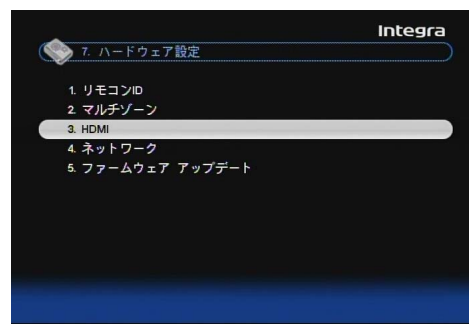 Integra
7. ハードウェア設定
1. リモコンID
2. マルチゾーン
3. HDMI
4. ネットワーク
5. ファームウェア アップデート